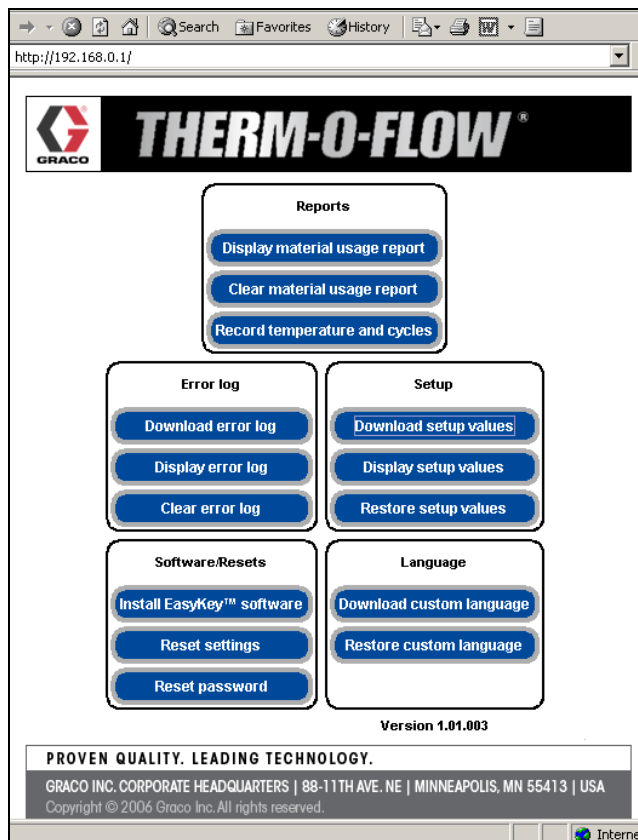 Search Favorites History
http://192.168.0.1/
GRACO
THERM-O-FLOW®
Reports
Display material usage report
Clear material usage report
Record temperature and cycles
Error log
Download error log
Display error log
Clear error log
Setup
Download setup values
Display setup values
Restore setup values
Software/Resets
Install EasyKey™ software
Reset settings
Reset password
Language
Download custom language
Restore custom language
Version 1.01.003
PROVEN QUALITY. LEADING TECHNOLOGY.
GRACO INC. CORPORATE HEADQUARTERS | 88-11TH AVE. NE | MINNEAPOLIS, MN 55413 | USA
Copyright © 2006 Graco Inc. All rights reserved.
Interne